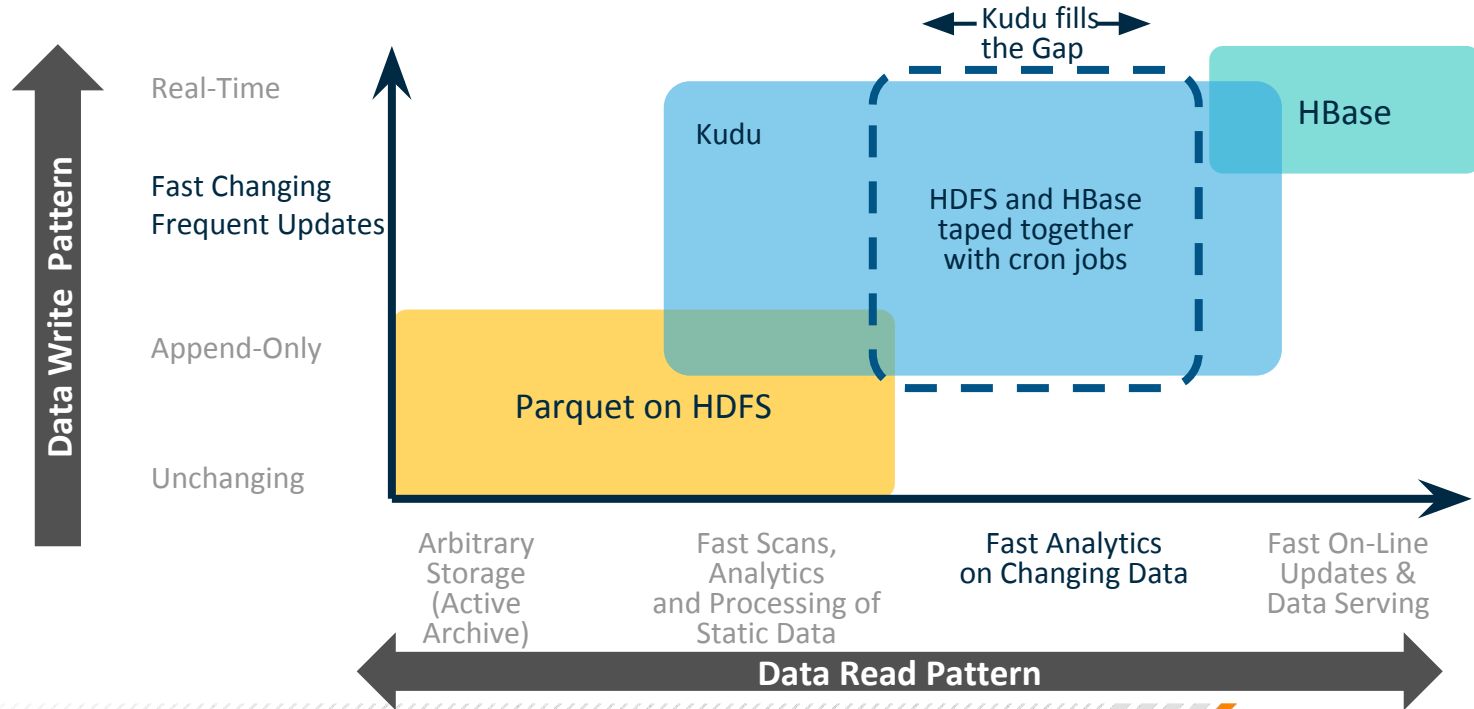 Kudu fills
the Gap
Data Write Pattern
Real-Time
Fast Changing
Frequent Updates
Append-Only
Unchanging
Kudu
HDFS and HBase
taped together
with cron jobs
HBase
Parquet on HDFS
Arbitrary
Storage
(Active
Archive)
Fast Scans,
Analytics
and Processing of
Static Data
Fast Analytics
on Changing Data
Fast On-Line
Updates &
Data Serving
Data Read Pattern